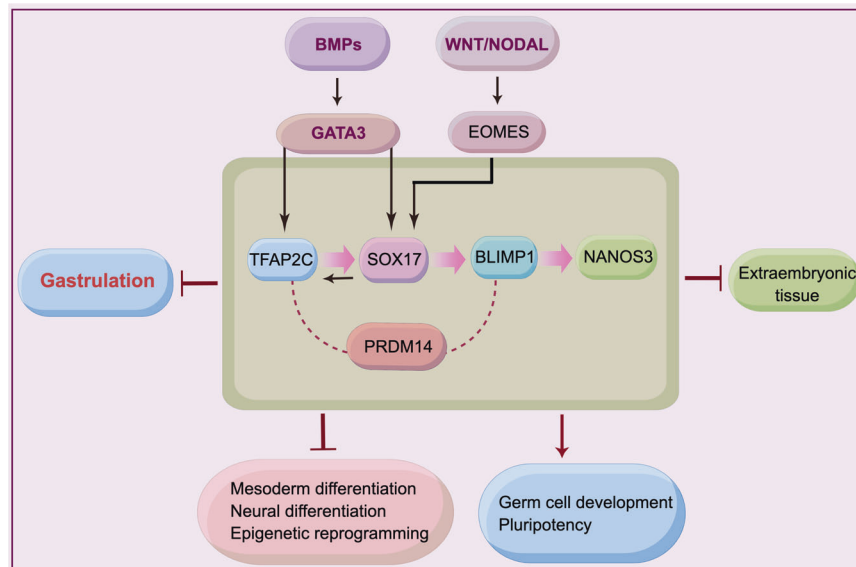 BMPs
WNT/NODAL
GATA3
EOMES
TFAP2C
SOX17
BLIMP1
NANOS3
Gastrulation
Extraembryonic
tissue
PRDM14
Mesoderm differentiation
Neural differentiation
Epigenetic reprogramming
Germ cell development
Pluripotency